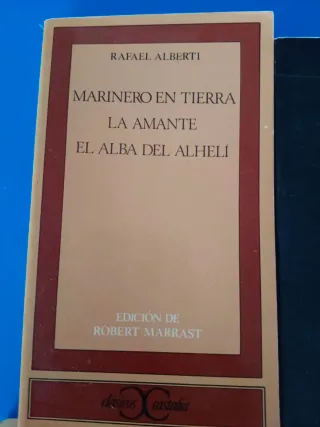 RAFAEL ALBERTI
MARINERO EN TIERRA
LA AMANTE
EL ALBA DEL ALHELÍ
EDICIÓN DE
ROBERT MARRAST
clásicos castalia